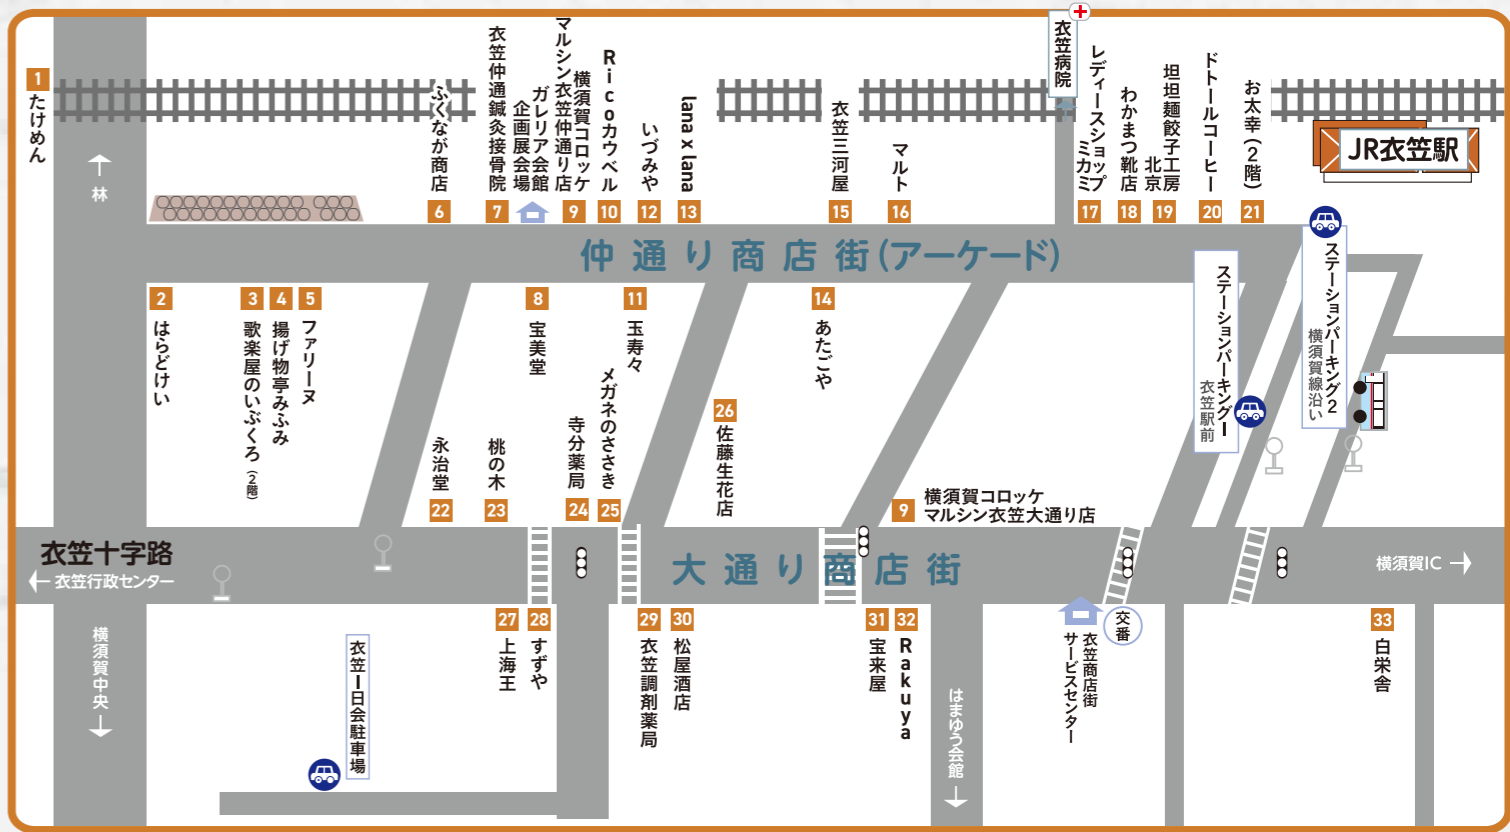 1
たけめん
林
ふくなが商店
6
衣笠仲通鍼灸接骨院
7
ガレリア会館
企画展会場
横須賀コロッケ
マルシン衣笠仲通り店
9
Ricoカウベル
10
いづみや
12
lana x lana
13
衣笠三河屋
15
マルト
16
衣笠病院
レディースショップ
ミカミ
17
わかまつ靴店
18
坦坦麺餃子工房
北京
19
ドトールコーヒー
20
お太幸(2階)
21
JR衣笠駅
仲通り商店街(アーケード)
2
はらどけい
3
歌楽屋のいぶくろ(2階)
4
揚げ物亭みふみ
5
ファリーヌ
8
宝美堂
11
玉寿々
14
あたごや
ステーションパーキング1
衣笠駅前
ステーションパーキング2
横須賀線沿い
永治堂
22
桃の木
23
寺分薬局
24
メガネのささき
25
26
佐藤生花店
9
横須賀コロッケ
マルシン衣笠大通り店
衣笠十字路
←衣笠行政センター
大通り商店街
横須賀IC→
横須賀中央
衣笠1日会駐車場
27
上海王
28
すずや
29
衣笠調剤薬局
30
松屋酒店
31
宝来屋
32
Rakuya
はまゆう会館
衣笠商店街
サービスセンター
交番
33
白栄舎